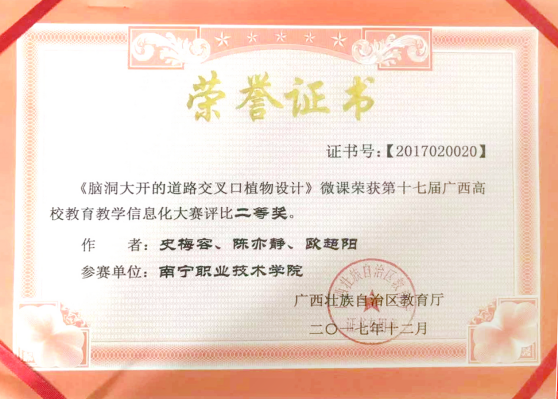 荣誉证书
证书号：【2017020020】
《脑洞大开的道路交叉口植物设计》微课荣获第十七届广西高
校教育教学信息化大赛评比二等奖。
作 者：史梅容、陈亦静、欧超阳
参赛单位：南宁职业技术学院
广西壮族自治区教育厅
二〇一七年十二月